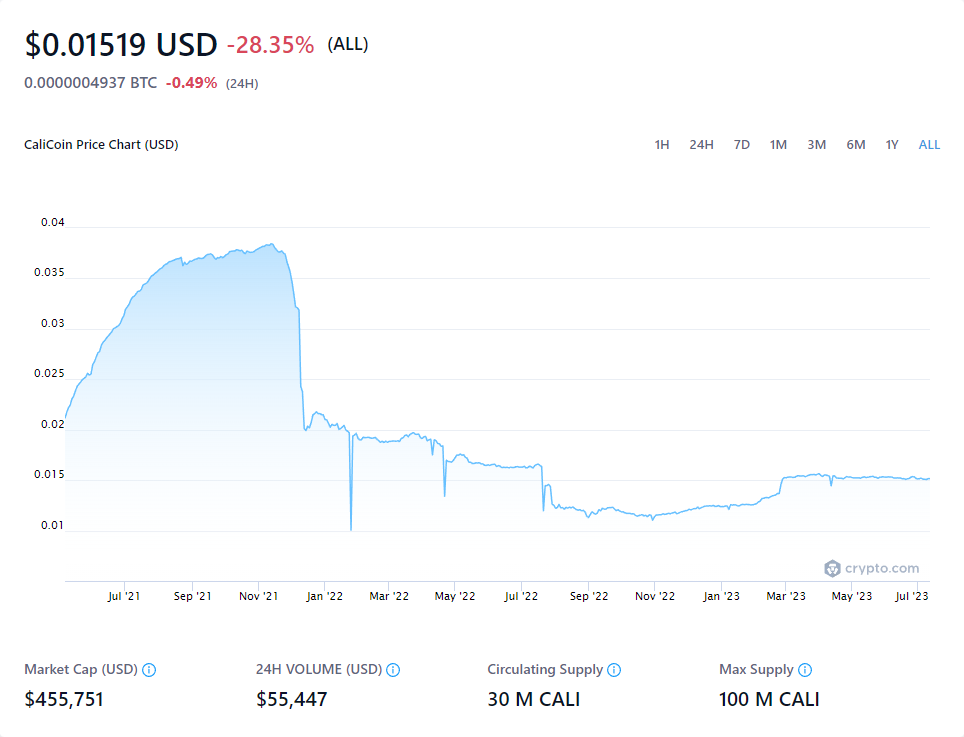 $0.01519 USD -28.35% (ALL)
0.0000004937 BTC -0.49% (24H)
CaliCoin Price Chart (USD) 1H 24H 7D 1M 3M 6M 1Y ALL
0.04
0.035
0.03
0.025
0.02
0.015
0.01
crypto.com
Jul '21 Sep '21 Nov '21 Jan '22 Mar '22 May '22 Jul '22 Sep '22 Nov '22 Jan '23 Mar '23 May '23 Jul '23
Market Cap (USD) 24H VOLUME (USD) Circulating Supply Max Supply
$455,751 $55,447 30 M CALI 100 M CALI